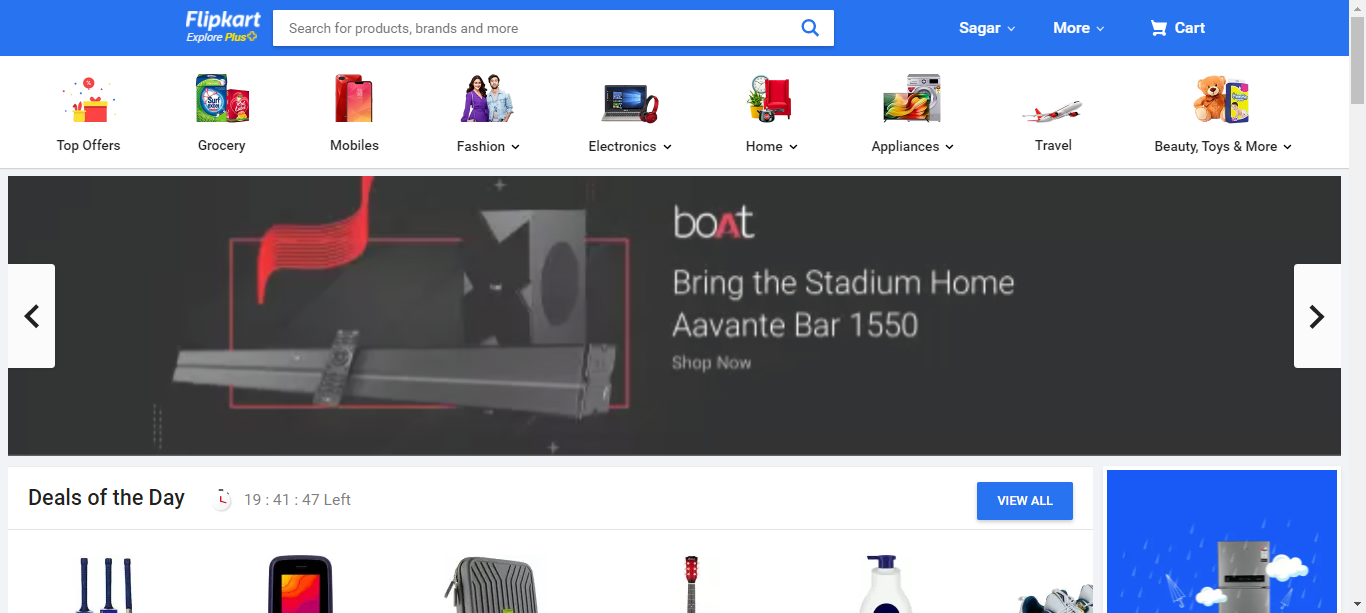 Flipkart
Explore Plus
Search for products, brands and more
Sagar
More
Cart
Top Offers
Grocery
Mobiles
Fashion
Electronics
Home
Appliances
Travel
Beauty, Toys & More
boAt
Bring the Stadium Home
Aavante Bar 1550
Shop Now
Deals of the Day
19 : 41 : 47 Left
VIEW ALL